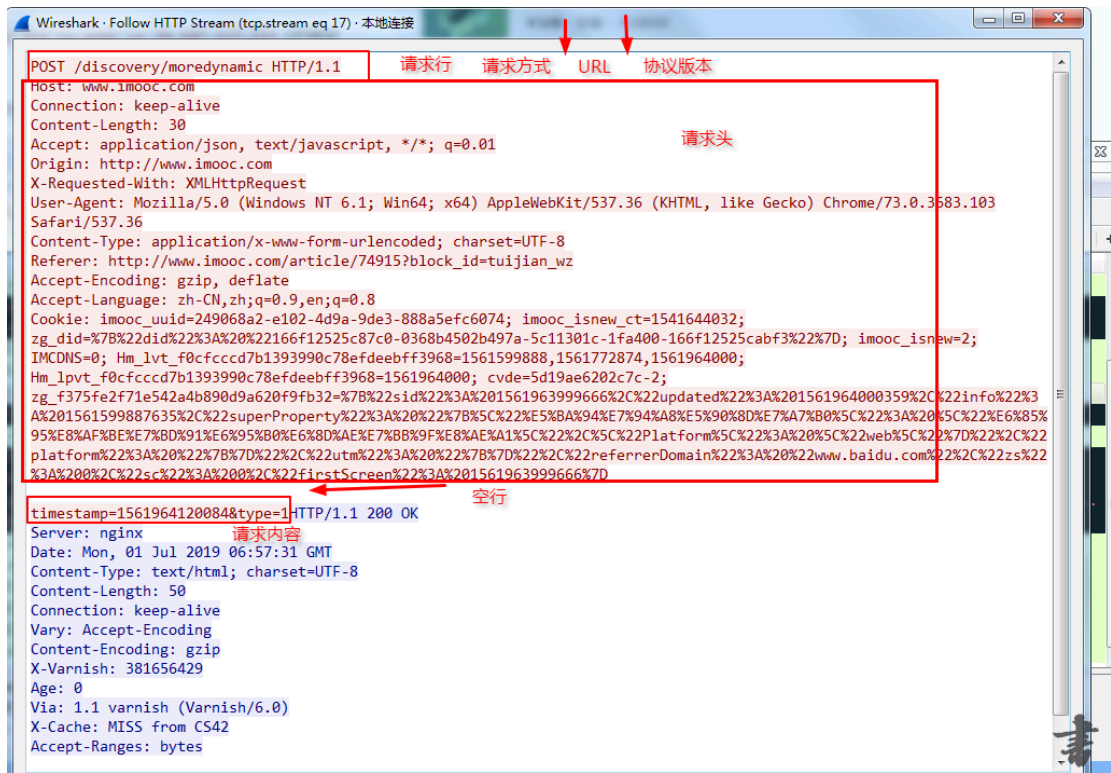 Wireshark · Follow HTTP Stream (tcp.stream eq 17) · 本地连接
POST /discovery/moredynamic HTTP/1.1 请求行 请求方式 URL 协议版本
Host: www.imooc.com
Connection: keep-alive
Content-Length: 30
Accept: application/json, text/javascript, */*; q=0.01
请求头
Origin: http://www.imooc.com
X-Requested-With: XMLHttpRequest
User-Agent: Mozilla/5.0 (Windows NT 6.1; Win64; x64) AppleWebKit/537.36 (KHTML, like Gecko) Chrome/73.0.3683.103
Safari/537.36
Content-Type: application/x-www-form-urlencoded; charset=UTF-8
Referer: http://www.imooc.com/article/74915?block_id=tuijian_wz
Accept-Encoding: gzip, deflate
Accept-Language: zh-CN,zh;q=0.9,en;q=0.8
Cookie: imooc_uuid=249068a2-e102-4d9a-9de3-888a5efc6074; imooc_isnew_ct=1541644032;
zg_did=%7B%22did%22%3A%20%22166f12525c87c0-0368b4502b497a-5c11301c-1fa400-166f12525cabf3%22%7D; imooc_isnew=2;
IMCDNS=0; Hm_lvt_f0cfcccd7b1393990c78efdeebff3968=1561599888,1561772874,1561964000;
Hm_lpvt_f0cfcccd7b1393990c78efdeebff3968=1561964000; cvde=5d19ae6202c7c-2;
zg_f375fe2f71e542a4b890d9a620f9fb32=%7B%22sid%22%3A%201561963999666%2C%22updated%22%3A%201561964000359%2C%22info%22%3
A%201561599887635%2C%22superProperty%22%3A%20%22%7B%5C%22%E5%BA%94%E7%94%A8%E5%90%8D%E7%A7%B0%5C%22%3A%20%5C%22%E6%85%
95%E8%AF%BE%E7%BD%91%E6%95%B0%E6%8D%AE%E7%BB%9F%E8%AE%A1%5C%22%2C%5C%22Platform%5C%22%3A%20%5C%22web%5C%22%7D%22%2C%22
platform%22%3A%20%22%7B%7D%22%2C%22utm%22%3A%20%22%7B%7D%22%2C%22referrerDomain%22%3A%20%22www.baidu.com%22%2C%22zs%22
%3A%200%2C%22sc%22%3A%200%2C%22firstScreen%22%3A%201561963999666%7D
空行
timestamp=1561964120084&type=1HTTP/1.1 200 OK
Server: nginx 请求内容
Date: Mon, 01 Jul 2019 06:57:31 GMT
Content-Type: text/html; charset=UTF-8
Content-Length: 50
Connection: keep-alive
Vary: Accept-Encoding
Content-Encoding: gzip
X-Varnish: 381656429
Age: 0
Via: 1.1 varnish (Varnish/6.0)
X-Cache: MISS from CS42
Accept-Ranges: bytes
書